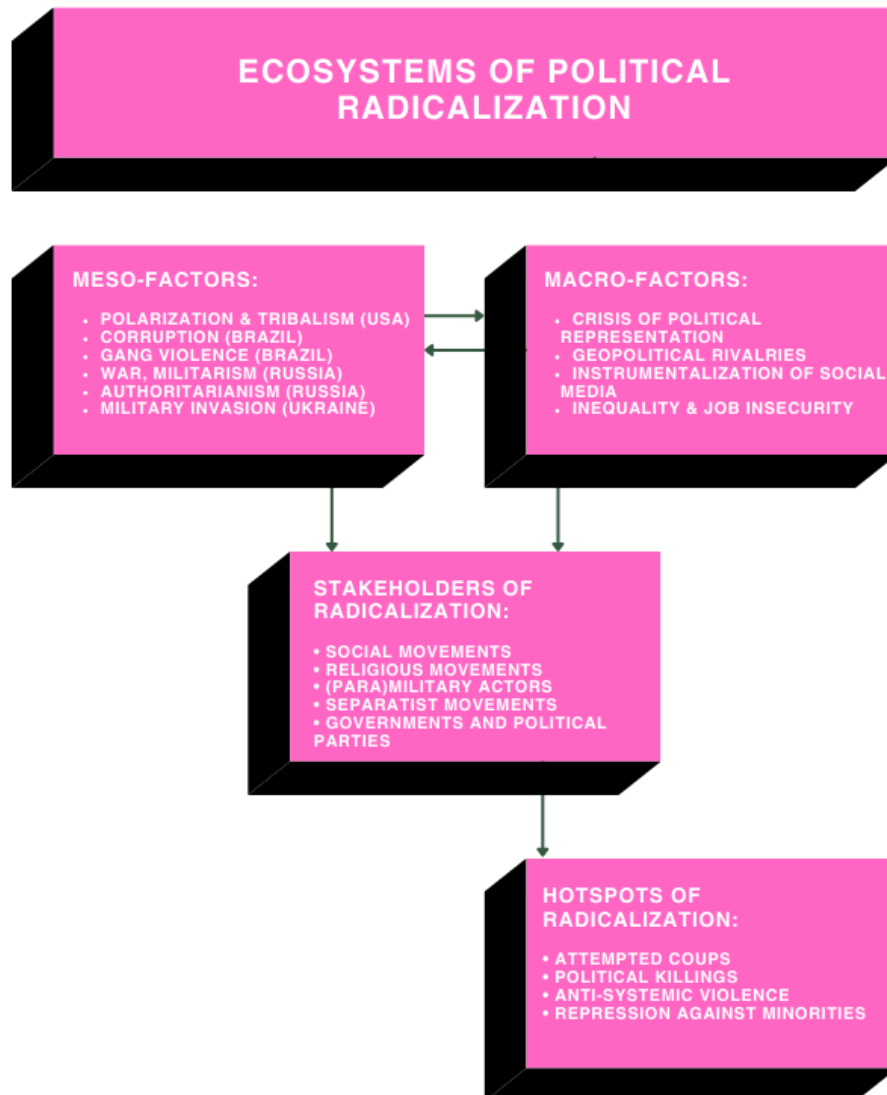 ECOSYSTEMS OF POLITICAL
RADICALIZATION
MESO-FACTORS:
• POLARIZATION & TRIBALISM (USA)
• CORRUPTION (BRAZIL)
• GANG VIOLENCE (BRAZIL)
• WAR, MILITARISM (RUSSIA)
• AUTHORITARIANISM (RUSSIA)
• MILITARY INVASION (UKRAINE)
MACRO-FACTORS:
• CRISIS OF POLITICAL
REPRESENTATION
• GEOPOLITICAL RIVALRIES
• INSTRUMENTALIZATION OF SOCIAL
MEDIA
• INEQUALITY & JOB INSECURITY
STAKEHOLDERS OF
RADICALIZATION:
• SOCIAL MOVEMENTS
• RELIGIOUS MOVEMENTS
• (PARA)MILITARY ACTORS
• SEPARATIST MOVEMENTS
• GOVERNMENTS AND POLITICAL
PARTIES
HOTSPOTS OF
RADICALIZATION:
• ATTEMPTED COUPS
• POLITICAL KILLINGS
• ANTI-SYSTEMIC VIOLENCE
• REPRESSION AGAINST MINORITIES